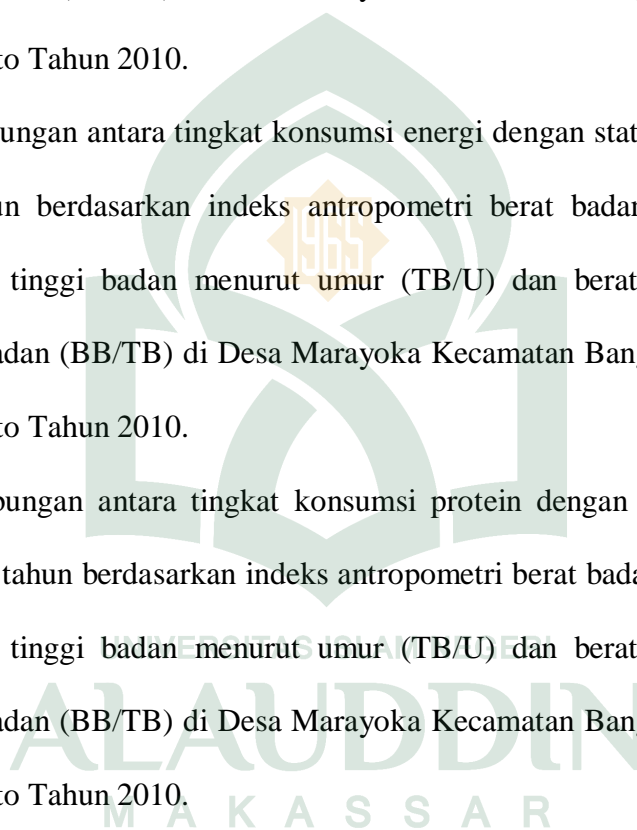 to Tahun 2010.
ungan antara tingkat konsumsi energi dengan stat
un berdasarkan indeks antropometri berat badan
tinggi badan menurut umur (TB/U) dan berat
adan (BB/TB) di Desa Marayoka Kecamatan Ban
to Tahun 2010.
ungan antara tingkat konsumsi protein dengan
tahun berdasarkan indeks antropometri berat bada
tinggi badan menurut umur (TB/U) dan berat
adan (BB/TB) di Desa Marayoka Kecamatan Ban
to Tahun 2010.
1965
UNIVERSITAS ISLAM NEGERI
ALAUDDIN
MAKASSAR